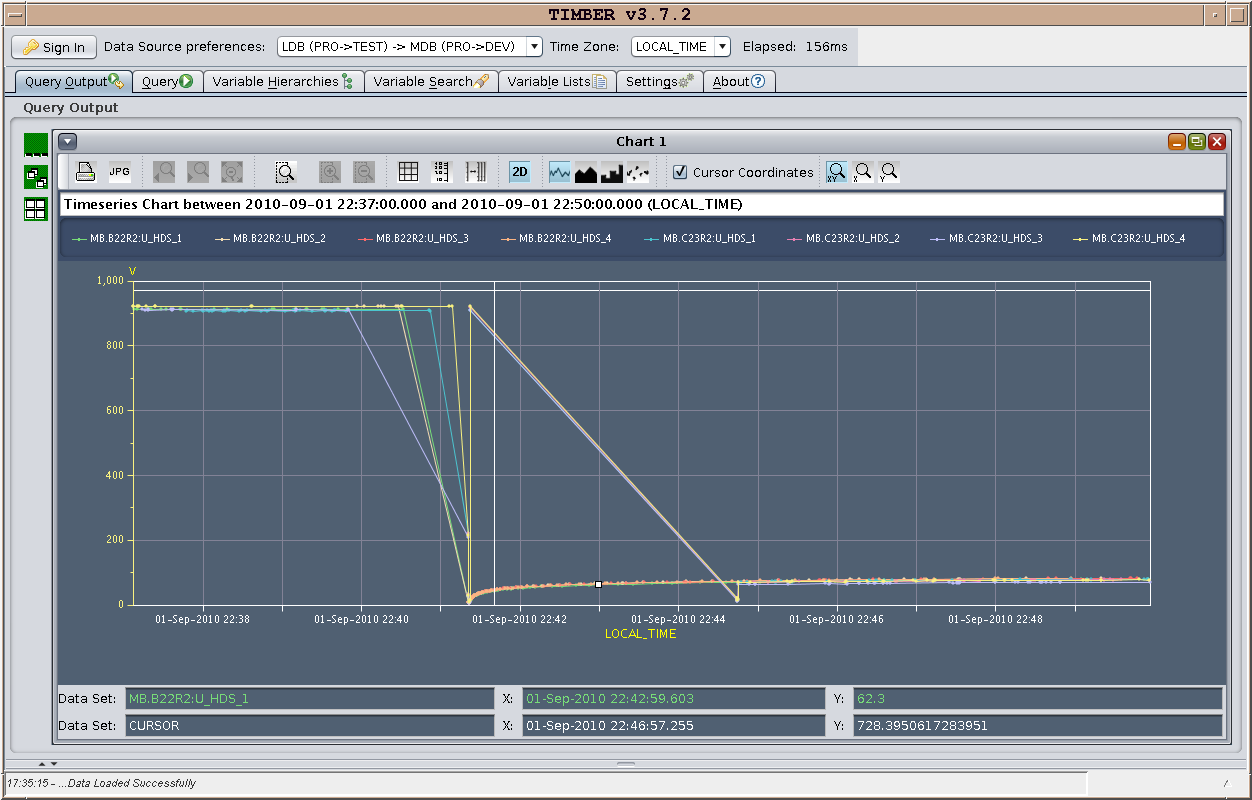 TIMBER v3.7.2
Sign In Data Source preferences: LDB (PRO->TEST) -> MDB (PRO->DEV) Time Zone: LOCAL_TIME Elapsed: 156ms
Query Output Query Variable Hierarchies Variable Search Variable Lists Settings About
Query Output
Chart 1
JPG 2D Cursor Coordinates XY X Y
Timeseries Chart between 2010-09-01 22:37:00.000 and 2010-09-01 22:50:00.000 (LOCAL_TIME)
MB.B22R2:U_HDS_1 MB.B22R2:U_HDS_2 MB.B22R2:U_HDS_3 MB.B22R2:U_HDS_4 MB.C23R2:U_HDS_1 MB.C23R2:U_HDS_2 MB.C23R2:U_HDS_3 MB.C23R2:U_HDS_4
V
1,000
800
600
400
200
0
01-Sep-2010 22:38 01-Sep-2010 22:40 01-Sep-2010 22:42 01-Sep-2010 22:44 01-Sep-2010 22:46 01-Sep-2010 22:48
LOCAL_TIME
Data Set: MB.B22R2:U_HDS_1 X: 01-Sep-2010 22:42:59.603 Y: 62.3
Data Set: CURSOR X: 01-Sep-2010 22:46:57.255 Y: 728.3950617283951
17:35:15 - ...Data Loaded Successfully